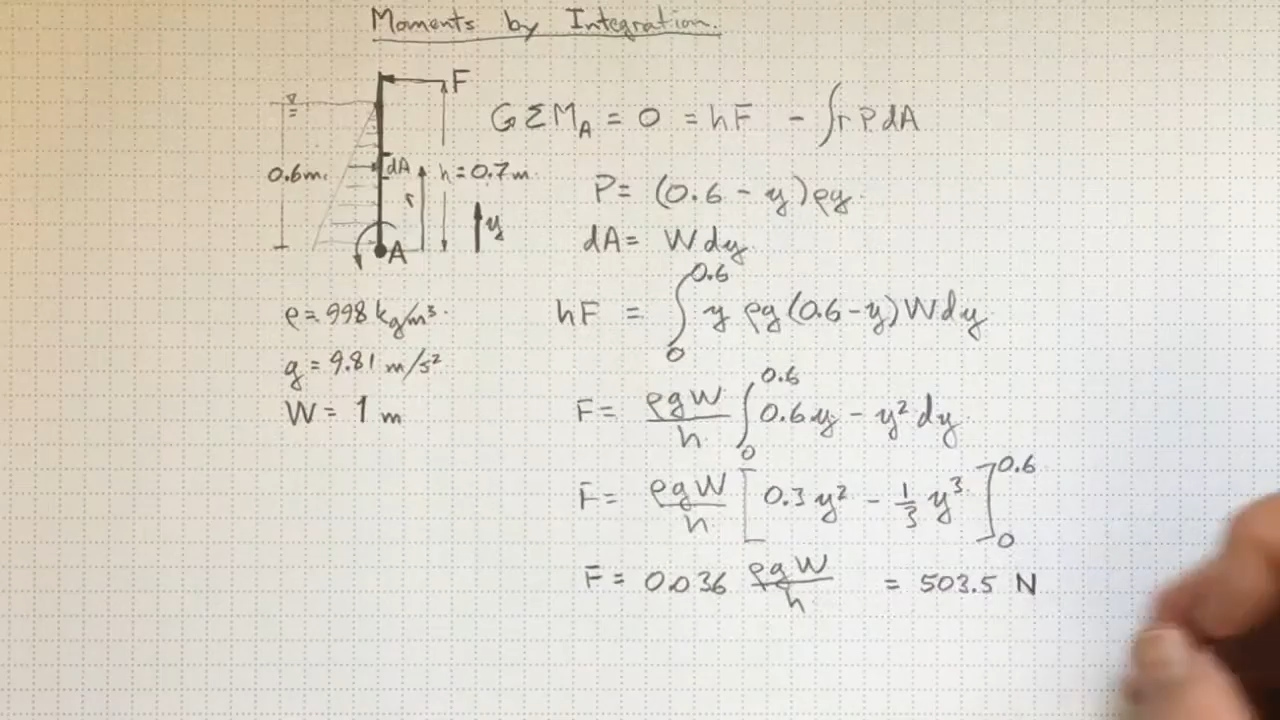 Moments by Integration.
F
↺ΣM_A = 0 = hF - ∫r P dA
0.6m.
dA
h = 0.7m
r
y
A
P = (0.6 - y)ρg.
dA = W dy.
ρ = 998 kg/m³.
hF = ∫₀^0.6 y ρg(0.6 - y) W dy
g = 9.81 m/s²
W = 1 m
F = ρgW/h ∫₀^0.6 0.6y - y² dy.
F = ρgW/h [0.3y² - 1/3 y³]₀^0.6
F = 0.036 ρgW/h = 503.5 N